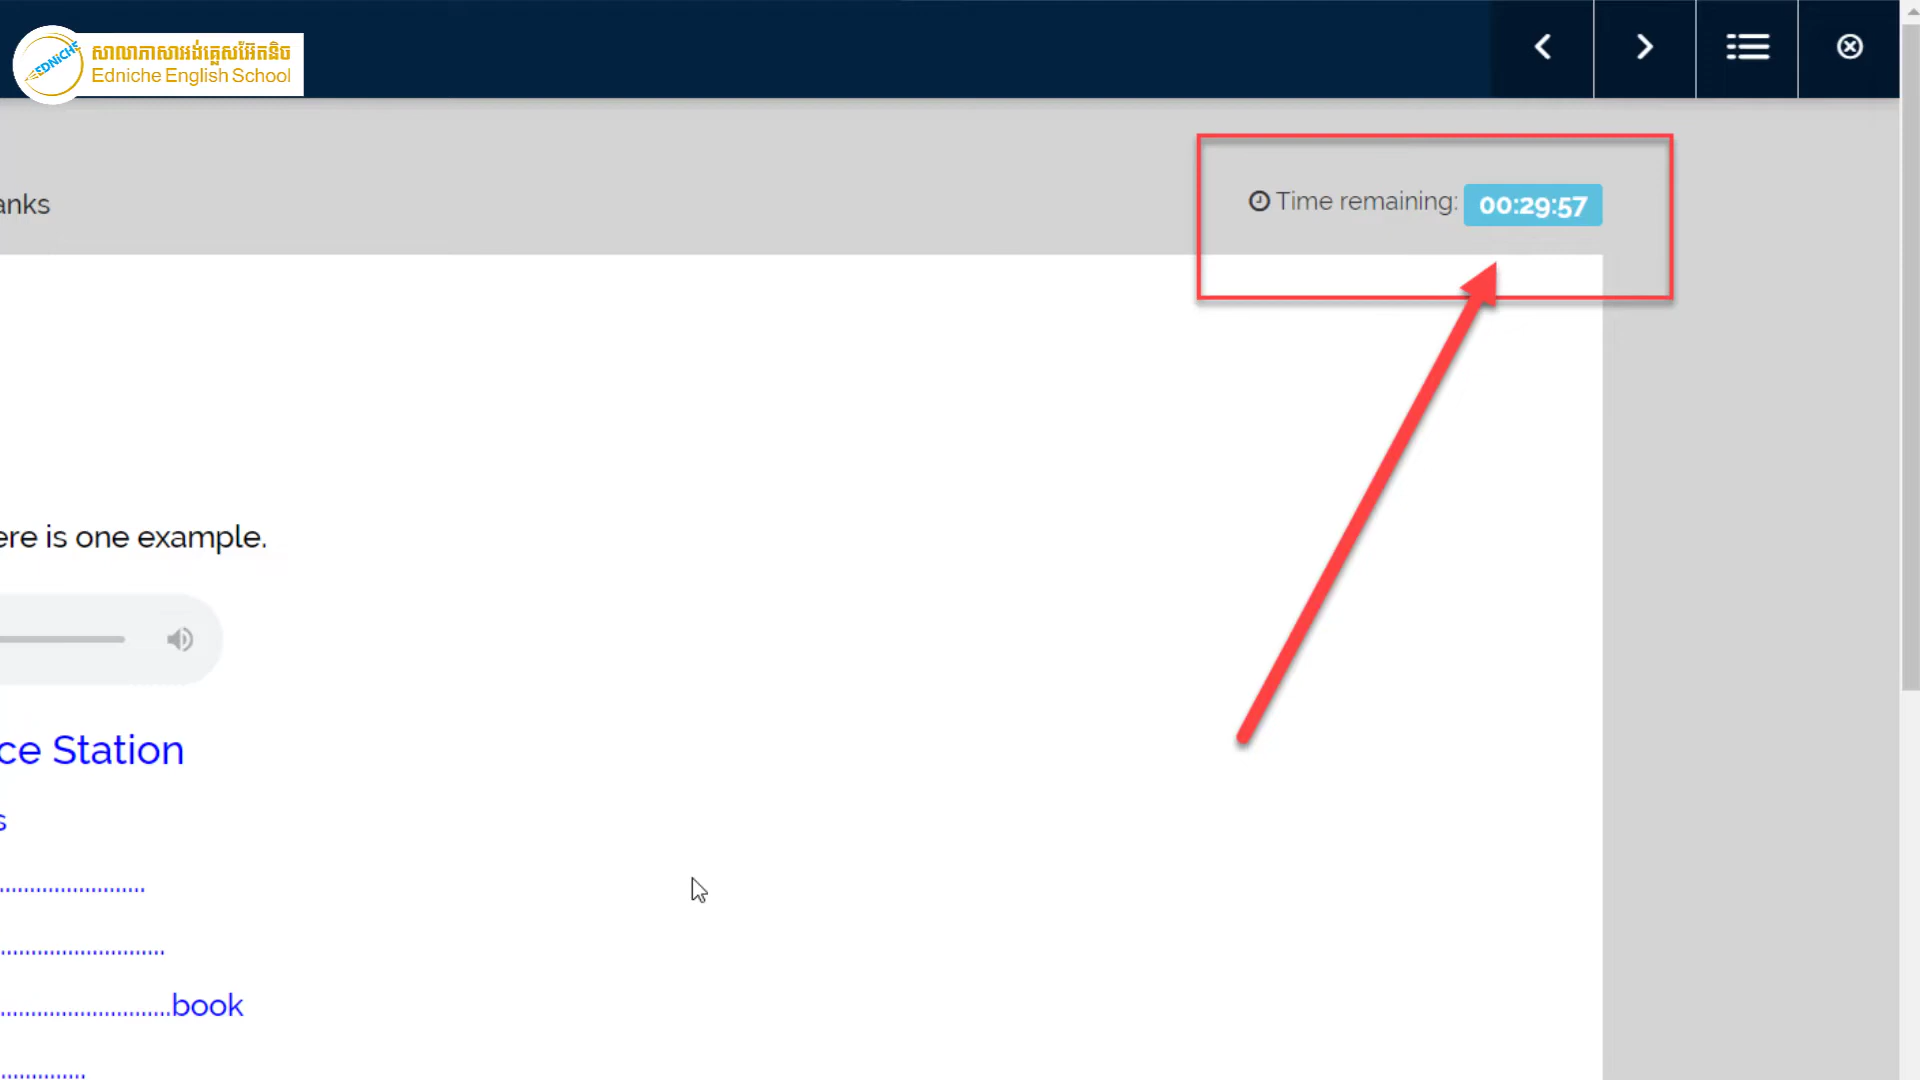 EDNiCHE
សាលាភាសាអង់គ្លេសអ៊ែតនិច
Edniche English School
anks
Time remaining: 00:29:57
ere is one example.
ce Station
s
........................
...........................
............................book
..............